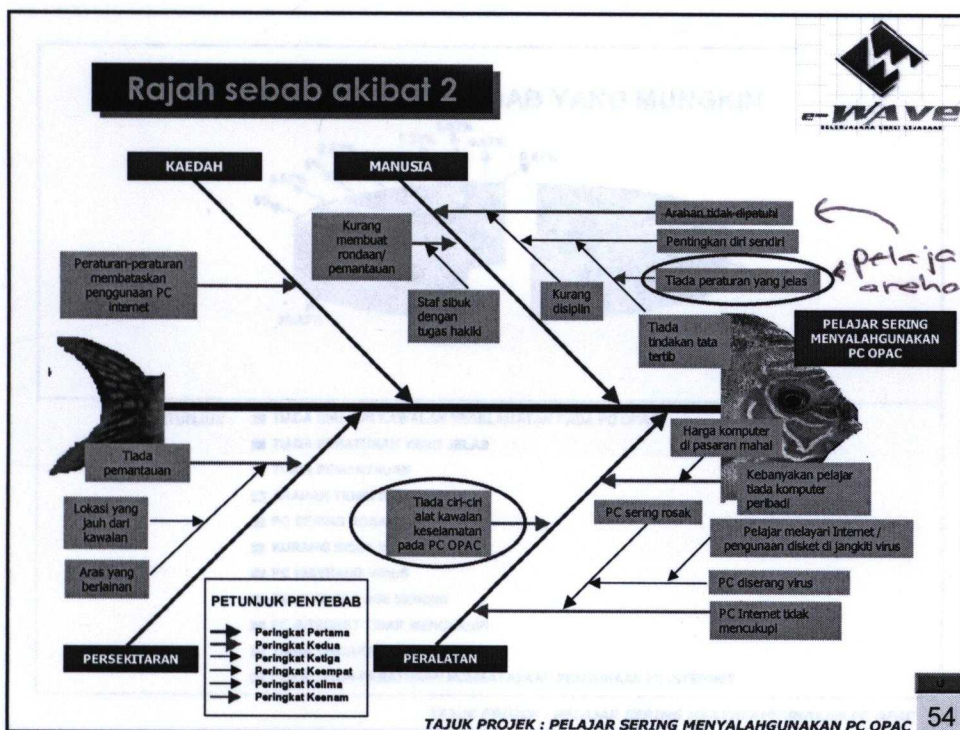 Rajah sebab akibat 2
e-WAVE
KAEDAH
MANUSIA
Peraturan-peraturan
membataskan
penggunaan PC
internet
Kurang
membuat
rondaan/
pemantauan
Staf sibuk
dengan
tugas hakiki
Kurang
disiplin
Arahan tidak dipatuhi
Pentingkan diri sendiri
Tiada peraturan yang jelas
pelaja
Tiada
tindakan tata
tertib
PELAJAR SERING
MENYALAHGUNAKAN
PC OPAC
Tiada
pemantauan
Lokasi yang
jauh dari
kawalan
Aras yang
berlainan
Tiada ciri-ciri
alat kawalan
keselamatan
pada PC OPAC
Harga komputer
di pasaran mahal
Kebanyakan pelajar
tiada komputer
peribadi
PC sering rosak
Pelajar melayari Internet /
pengunaan disket di jangkiti virus
PC diserang virus
PC Internet tidak
mencukupi
PETUNJUK PENYEBAB
Peringkat Pertama
Peringkat Kedua
Peringkat Ketiga
Peringkat Keempat
Peringkat Kelima
Peringkat Keenam
PERSEKITARAN
PERALATAN
TAJUK PROJEK : PELAJAR SERING MENYALAHGUNAKAN PC OPAC
54